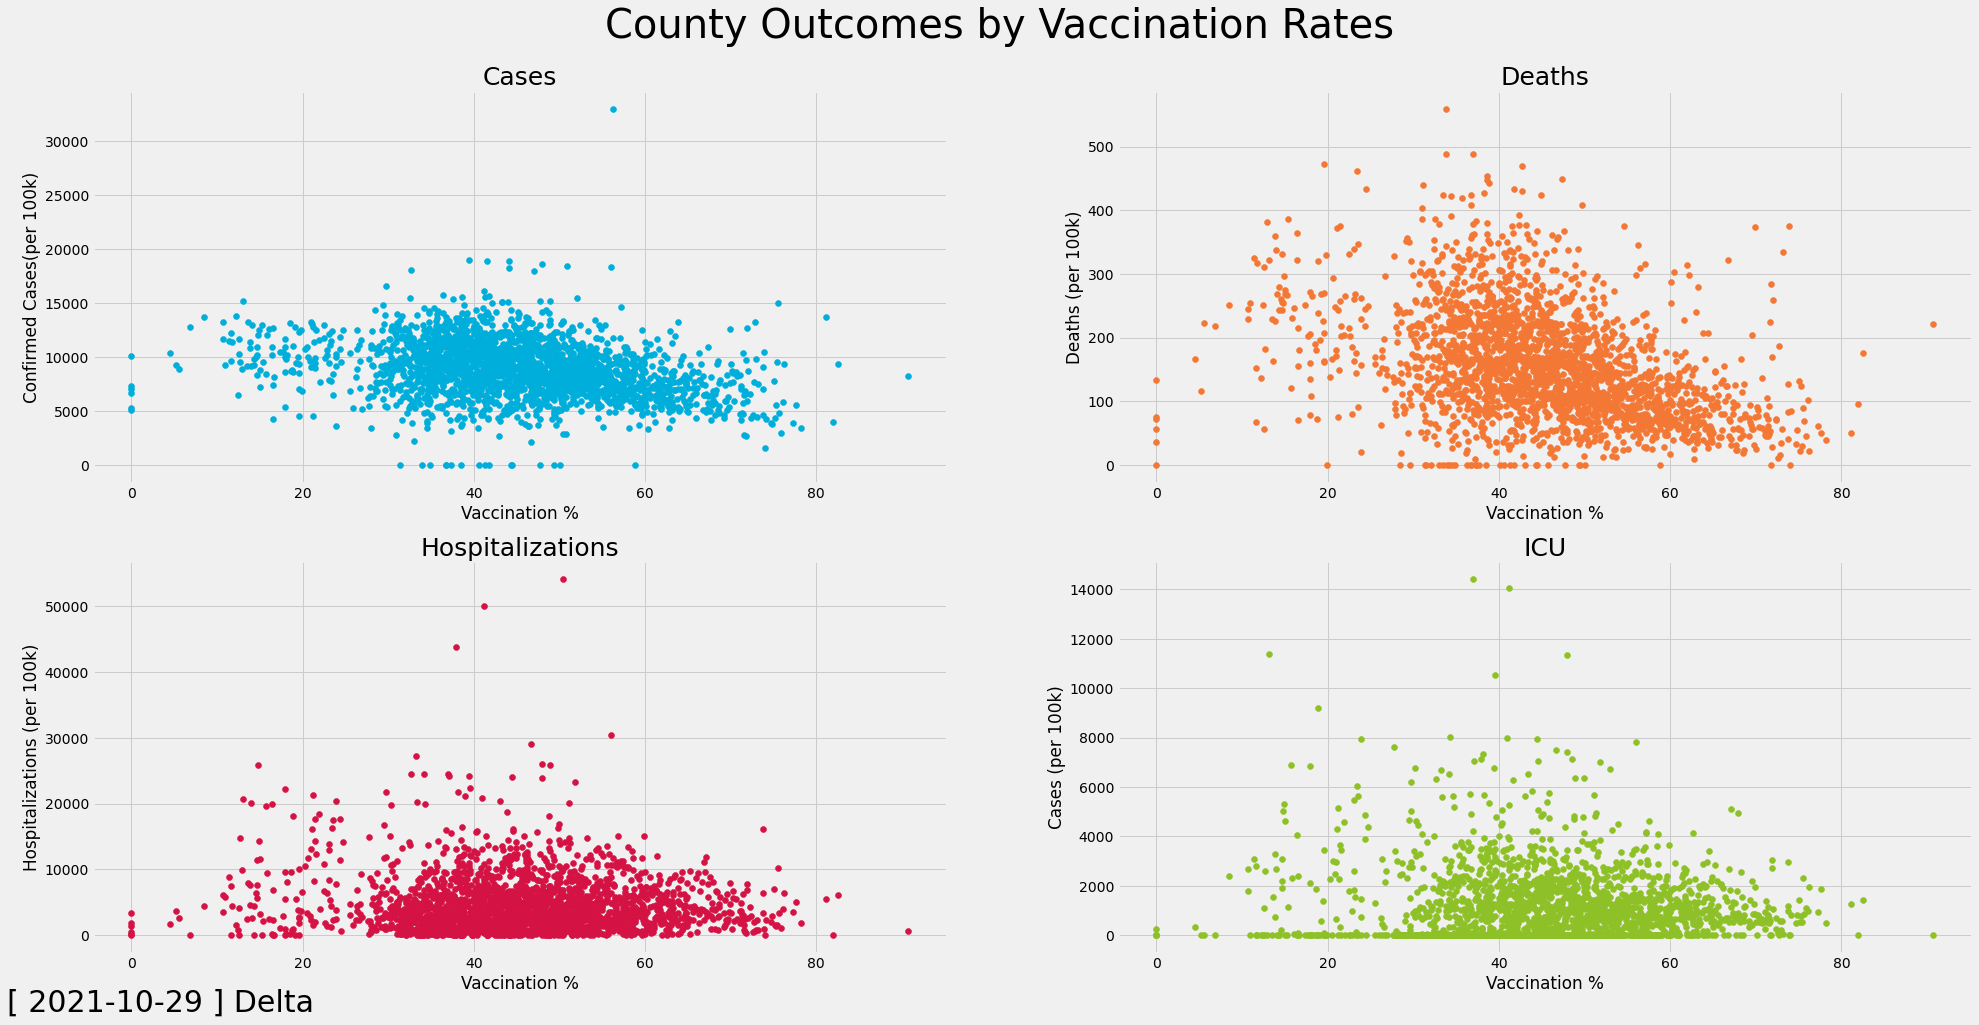 County Outcomes by Vaccination Rates
Cases
Confirmed Cases(per 100k)
30000
25000
20000
15000
10000
5000
0
0 20 40 60 80
Vaccination %
Deaths
Deaths (per 100k)
500
400
300
200
100
0
0 20 40 60 80
Vaccination %
Hospitalizations
Hospitalizations (per 100k)
50000
40000
30000
20000
10000
0
0 20 40 60 80
Vaccination %
ICU
Cases (per 100k)
14000
12000
10000
8000
6000
4000
2000
0
0 20 40 60 80
Vaccination %
[ 2021-10-29 ] Delta